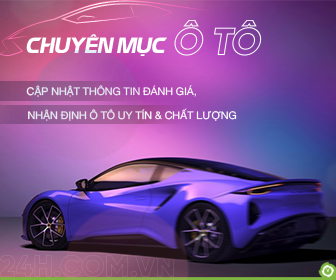 CHUYÊN MỤC Ô TÔ
CẬP NHẬT THÔNG TIN ĐÁNH GIÁ,
NHẬN ĐỊNH Ô TÔ UY TÍN & CHẤT LƯỢNG
24H.COM.VN